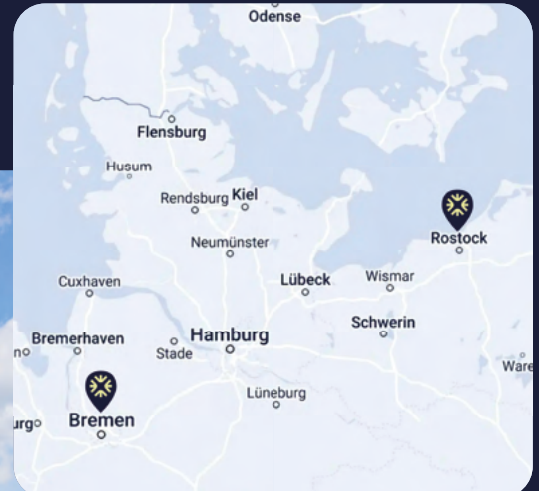 Odense
Flensburg
Husum
Rendsburg
Kiel
Neumünster
Rostock
Cuxhaven
Lübeck
Wismar
Bremerhaven
Stade
Hamburg
Schwerin
Lüneburg
Bremen